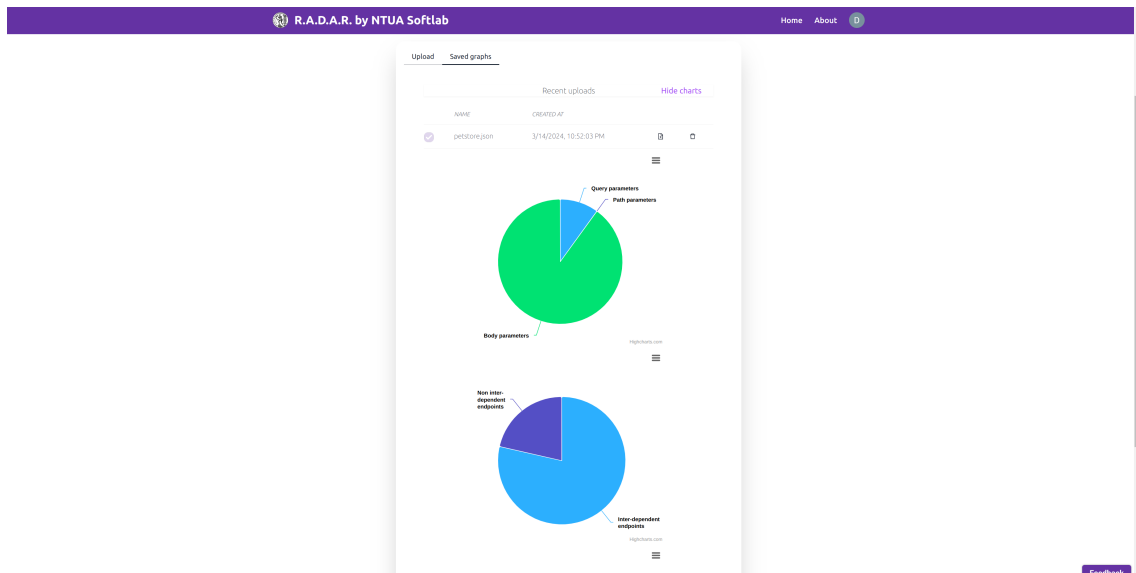 R.A.D.A.R. by NTUA Softlab
Home About D
Upload Saved graphs
Recent uploads Hide charts
NAME CREATED AT
petstore.json 3/14/2024, 10:52:03 PM
Query parameters
Path parameters
Body parameters
Highcharts.com
Non inter-
dependent
endpoints
Inter-dependent
endpoints
Highcharts.com
Feedback